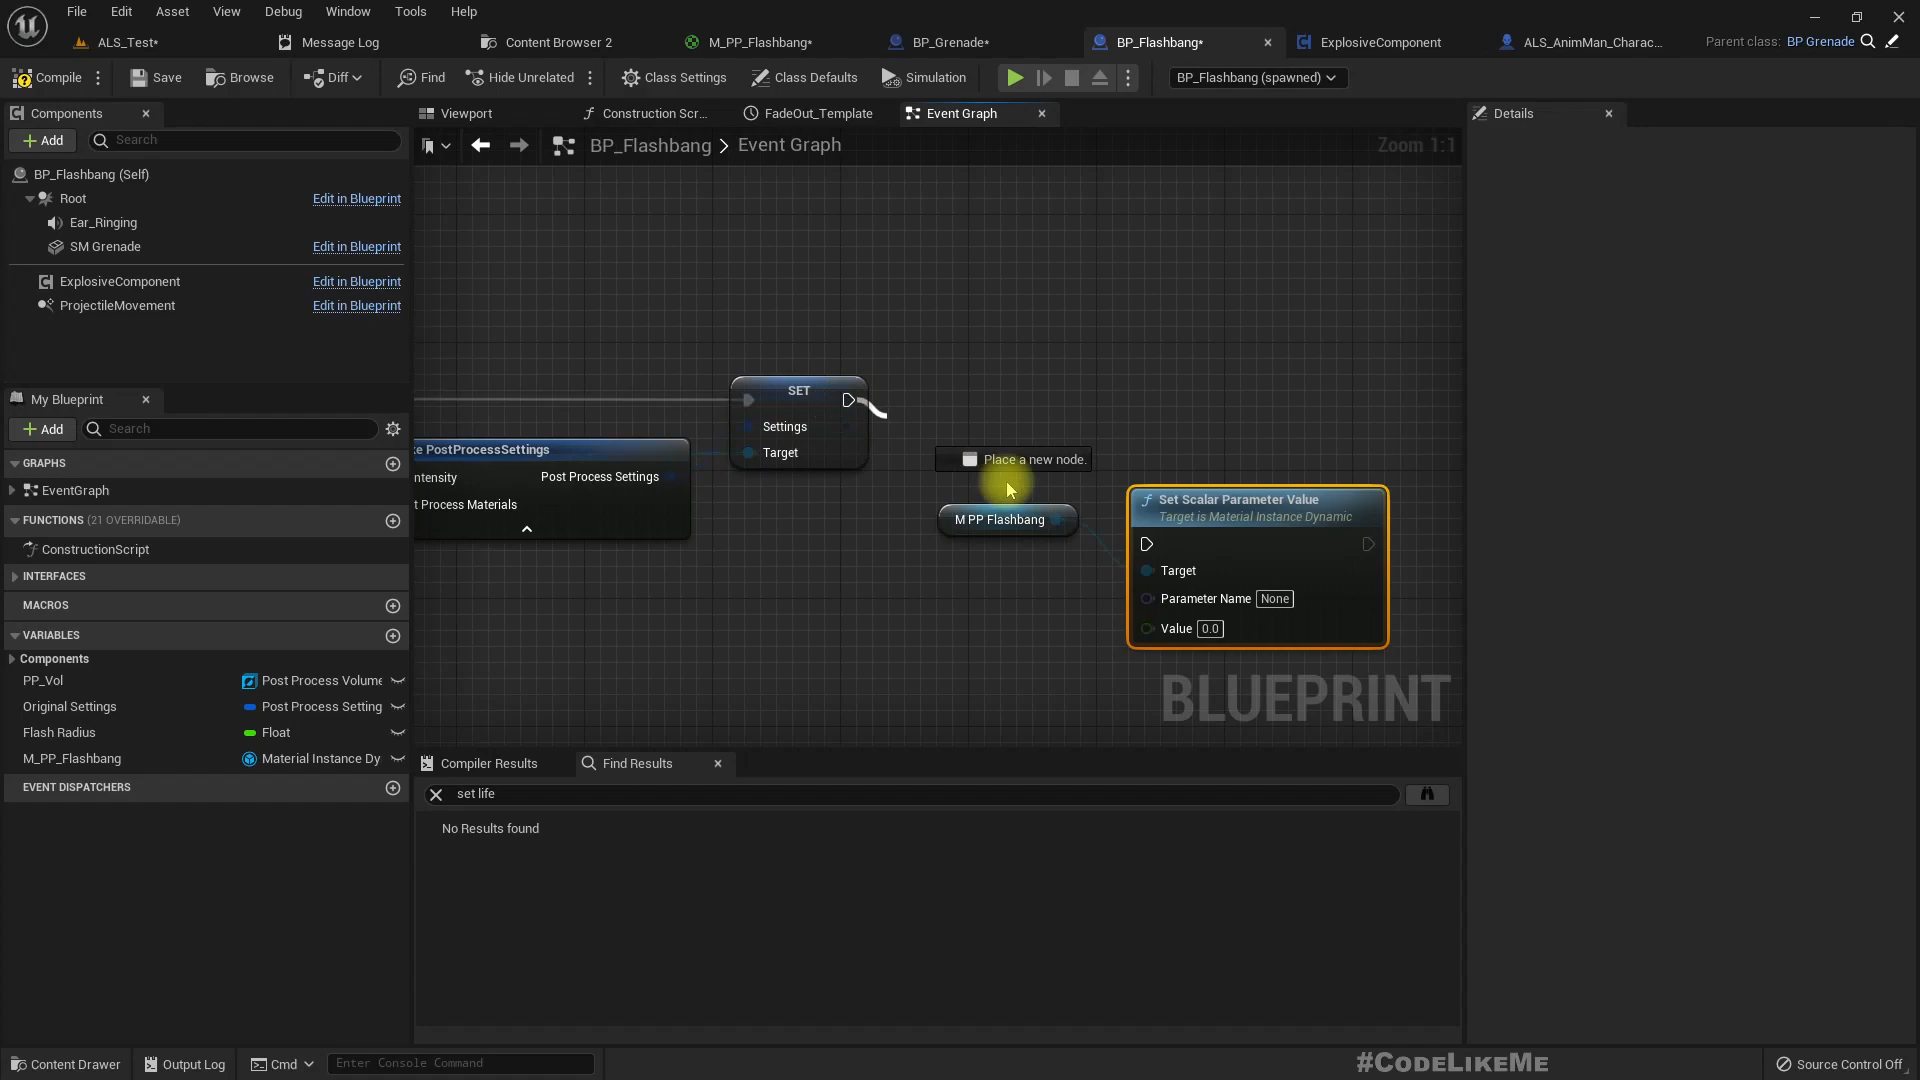 File Edit Asset View Debug Window Tools Help
ALS_Test* Message Log Content Browser 2 M_PP_Flashbang* BP_Grenade* BP_Flashbang* ExplosiveComponent ALS_AnimMan_Charac... Parent class: BP Grenade
Compile Save Browse Diff Find Hide Unrelated Class Settings Class Defaults Simulation BP_Flashbang (spawned)
Components Viewport Construction Scr... FadeOut_Template Event Graph Details
Add Search
BP_Flashbang > Event Graph Zoom 1:1
BP_Flashbang (Self)
Root Edit in Blueprint
Ear_Ringing
SM Grenade Edit in Blueprint
ExplosiveComponent Edit in Blueprint
ProjectileMovement Edit in Blueprint
SET
Settings
Target
PostProcessSettings
ntensity Post Process Settings
t Process Materials
Place a new node.
M PP Flashbang
Set Scalar Parameter Value
Target is Material Instance Dynamic
Target
Parameter Name None
Value 0.0
BLUEPRINT
My Blueprint
Add Search
GRAPHS
EventGraph
FUNCTIONS (21 OVERRIDABLE)
ConstructionScript
INTERFACES
MACROS
VARIABLES
Components
PP_Vol Post Process Volume
Original Settings Post Process Setting
Flash Radius Float
M_PP_Flashbang Material Instance Dy
EVENT DISPATCHERS
Compiler Results Find Results
set life
No Results found
Content Drawer Output Log Cmd Enter Console Command #CodeLikeMe Source Control Off